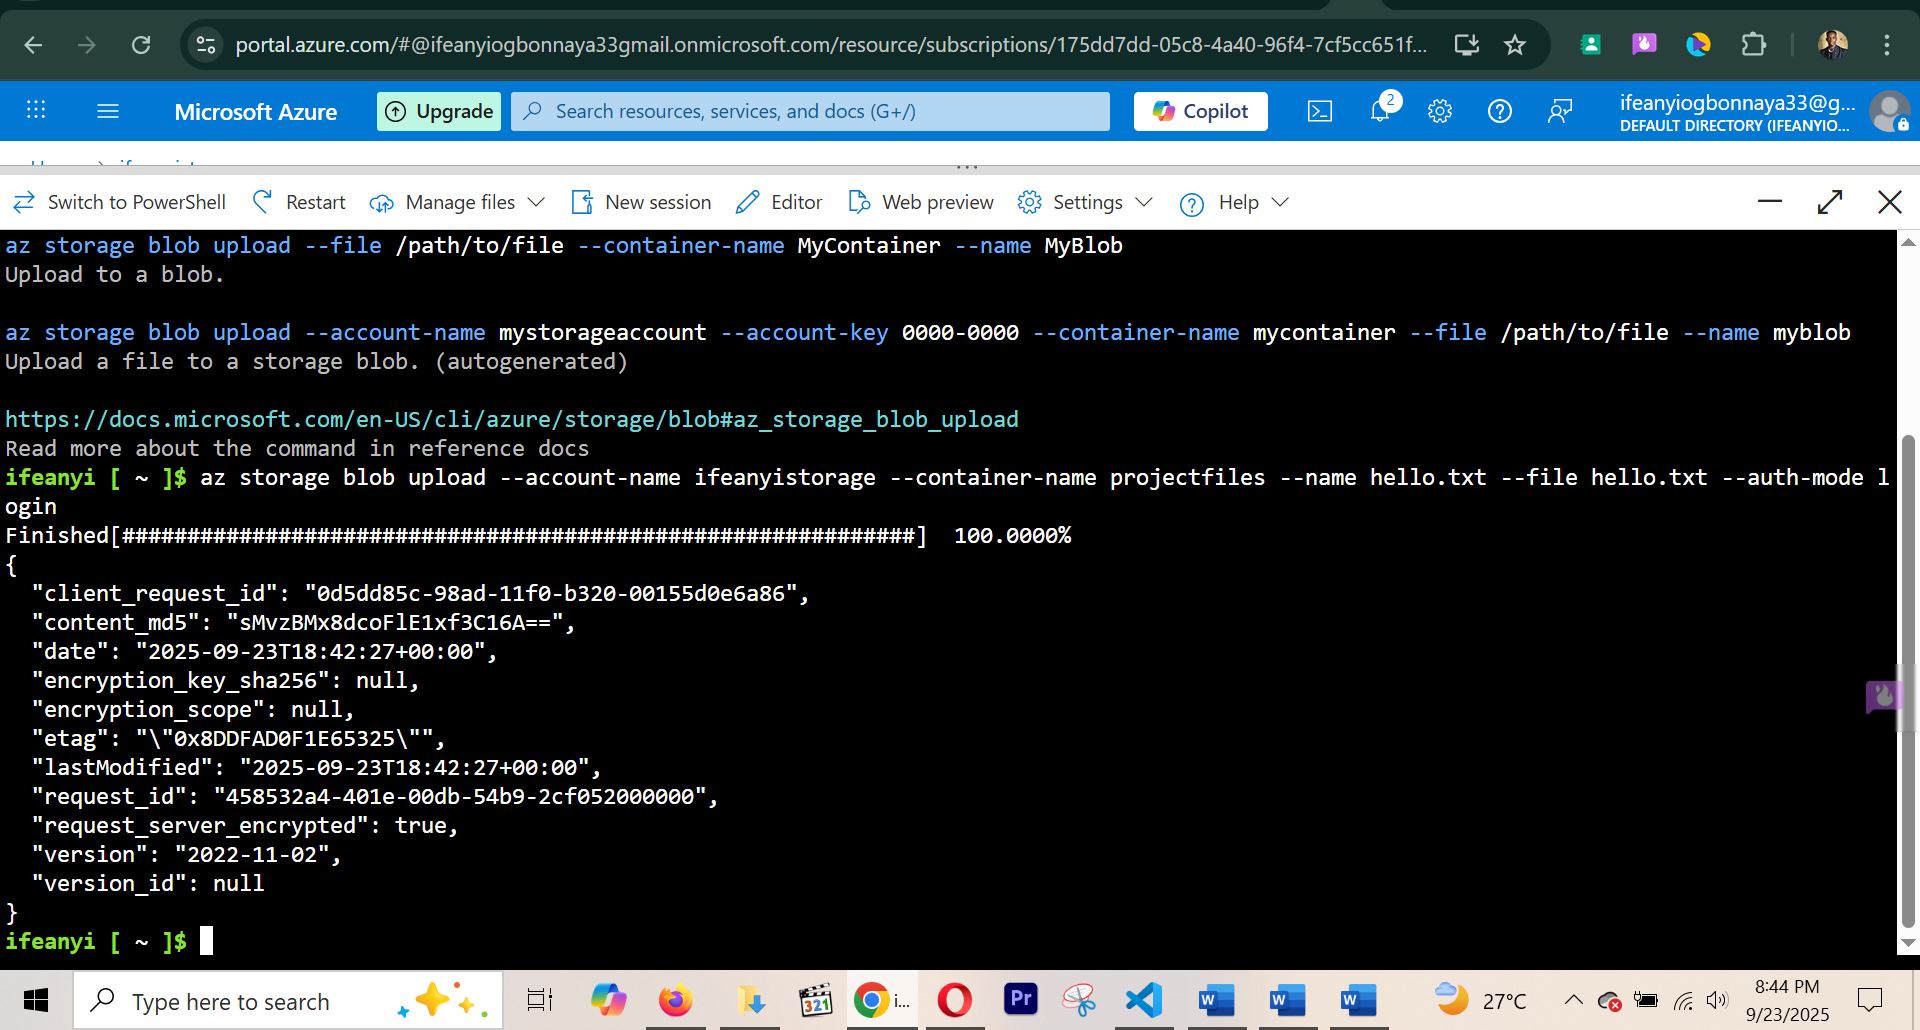 portal.azure.com/#@ifeanyiogbonnaya33gmail.onmicrosoft.com/resource/subscriptions/175dd7dd-05c8-4a40-96f4-7cf5cc651f...
Microsoft Azure
Upgrade
Search resources, services, and docs (G+/)
Copilot
2
ifeanyiogbonnaya33@g...
DEFAULT DIRECTORY (IFEANYIO...
Switch to PowerShell
Restart
Manage files
New session
Editor
Web preview
Settings
Help
az storage blob upload --file /path/to/file --container-name MyContainer --name MyBlob
Upload to a blob.
az storage blob upload --account-name mystorageaccount --account-key 0000-0000 --container-name mycontainer --file /path/to/file --name myblob
Upload a file to a storage blob. (autogenerated)
https://docs.microsoft.com/en-US/cli/azure/storage/blob#az_storage_blob_upload
Read more about the command in reference docs
ifeanyi [ ~ ]$ az storage blob upload --account-name ifeanyistorage --container-name projectfiles --name hello.txt --file hello.txt --auth-mode l
ogin
Finished[#############################################################]  100.0000%
{
"client_request_id": "0d5dd85c-98ad-11f0-b320-00155d0e6a86",
"content_md5": "sMvzBMx8dcoFlE1xf3C16A==",
"date": "2025-09-23T18:42:27+00:00",
"encryption_key_sha256": null,
"encryption_scope": null,
"etag": "\"0x8DDFAD0F1E65325\"",
"lastModified": "2025-09-23T18:42:27+00:00",
"request_id": "458532a4-401e-00db-54b9-2cf052000000",
"request_server_encrypted": true,
"version": "2022-11-02",
"version_id": null
}
ifeanyi [ ~ ]$
Type here to search
321
i...
Pr
W
W
W
27°C
8:44 PM
9/23/2025